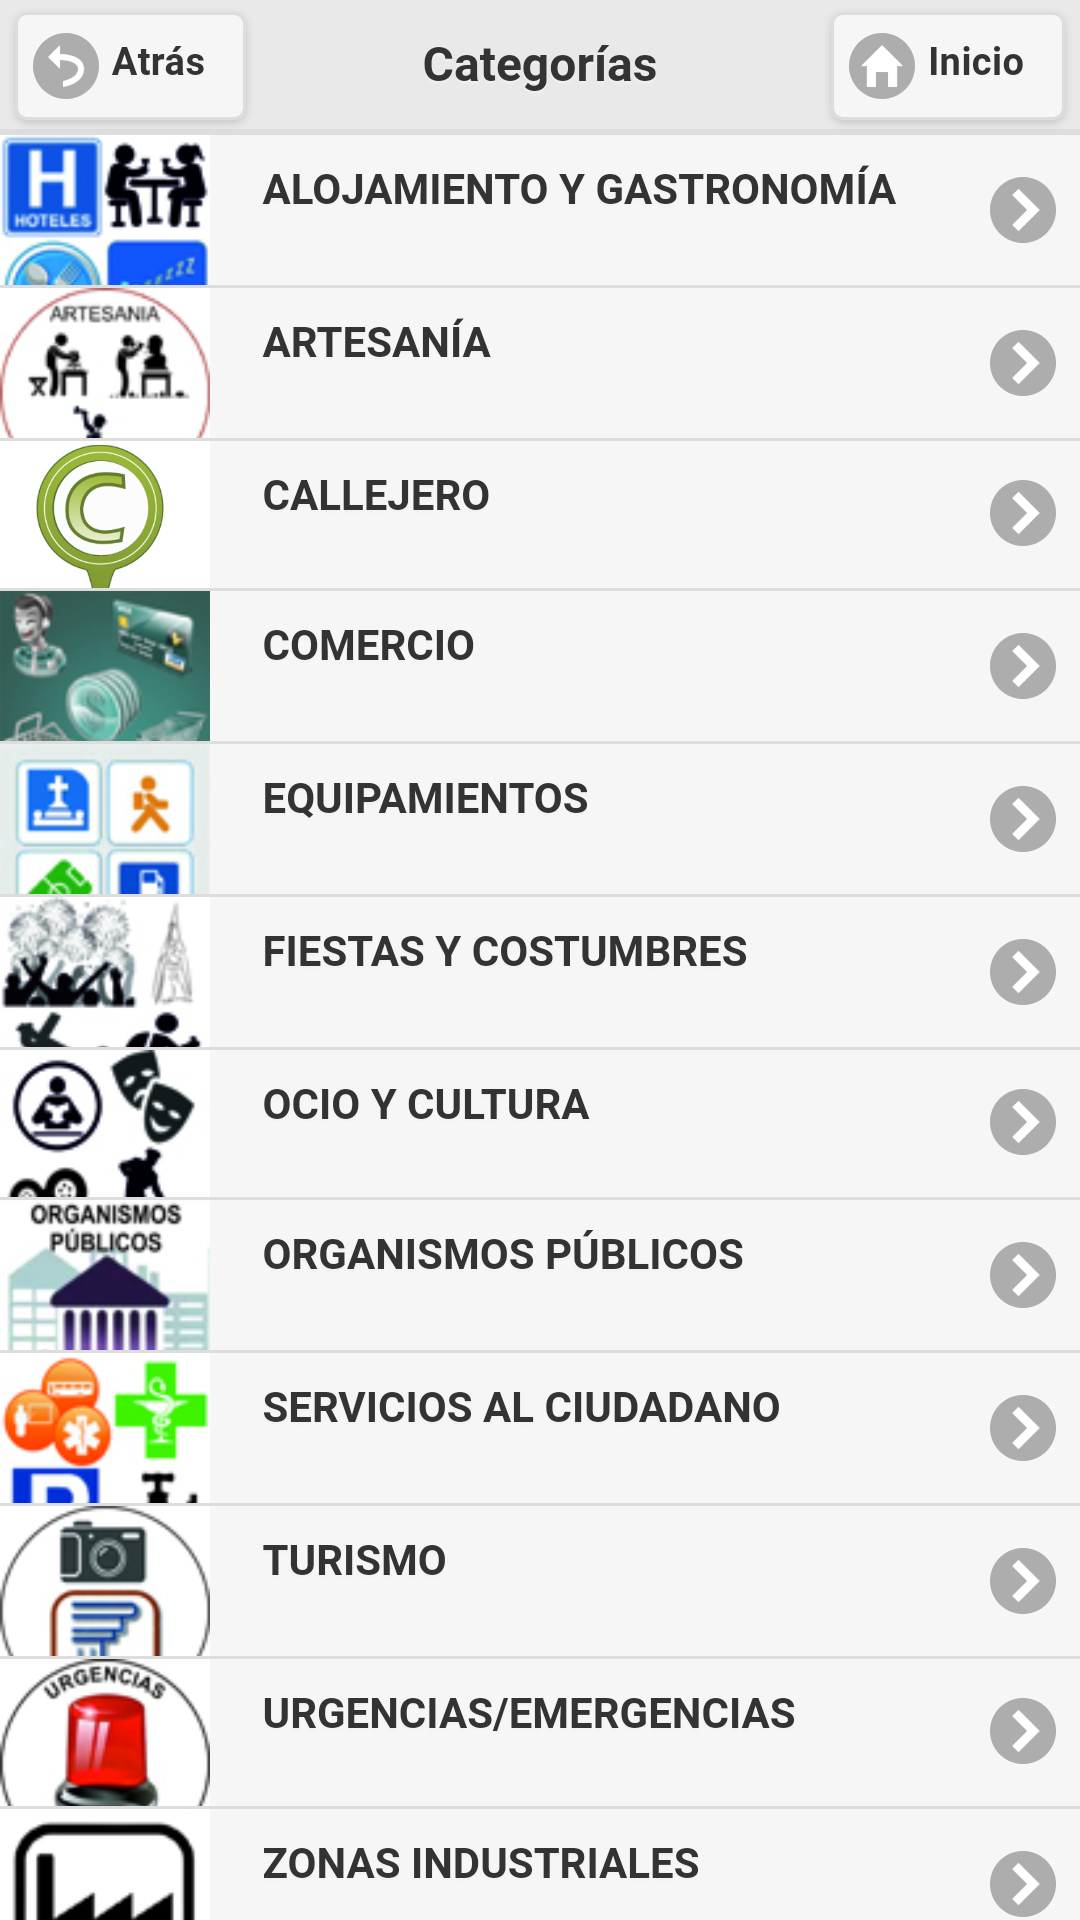 Atrás
Categorías
Inicio
H
HOTELES
zzzzz
ALOJAMIENTO Y GASTRONOMÍA
ARTESANIA
ARTESANÍA
C
CALLEJERO
COMERCIO
EQUIPAMIENTOS
FIESTAS Y COSTUMBRES
OCIO Y CULTURA
ORGANISMOS
PÚBLICOS
ORGANISMOS PÚBLICOS
SERVICIOS AL CIUDADANO
TURISMO
URGENCIAS
URGENCIAS/EMERGENCIAS
ZONAS INDUSTRIALES